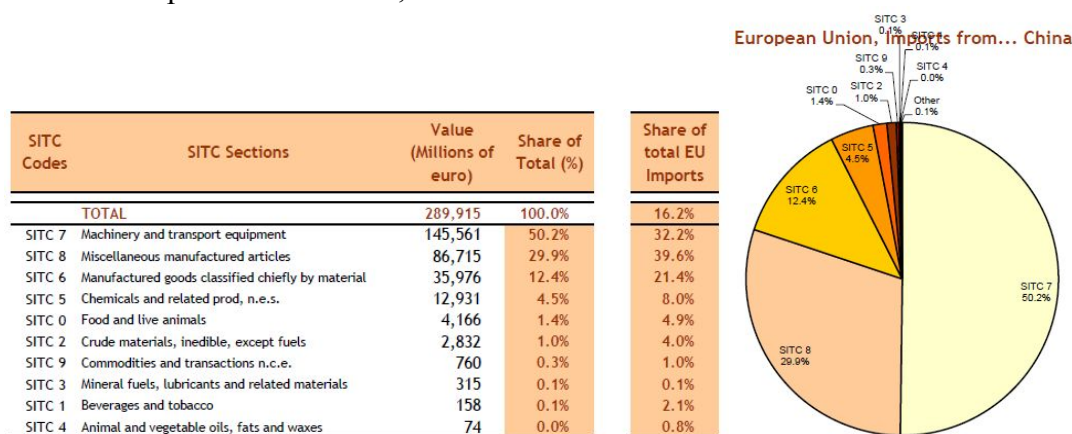 SITC Codes SITC Sections Value (Millions of euro) Share of Total (%) Share of total EU Imports
TOTAL 289,915 100.0% 16.2%
SITC 7 Machinery and transport equipment 145,561 50.2% 32.2%
SITC 8 Miscellaneous manufactured articles 86,715 29.9% 39.6%
SITC 6 Manufactured goods classified chiefly by material 35,976 12.4% 21.4%
SITC 5 Chemicals and related prod, n.e.s. 12,931 4.5% 8.0%
SITC 0 Food and live animals 4,166 1.4% 4.9%
SITC 2 Crude materials, inedible, except fuels 2,832 1.0% 4.0%
SITC 9 Commodities and transactions n.c.e. 760 0.3% 1.0%
SITC 3 Mineral fuels, lubricants and related materials 315 0.1% 0.1%
SITC 1 Beverages and tobacco 158 0.1% 2.1%
SITC 4 Animal and vegetable oils, fats and waxes 74 0.0% 0.8%
European Union, Imports from... China
SITC 3
0.1%
0.1%
SITC 9
0.3%
SITC 4
0.0%
SITC 0
1.4%
SITC 2
1.0%
Other
0.1%
SITC 5
4.5%
SITC 6
12.4%
SITC 7
50.2%
SITC 8
29.9%